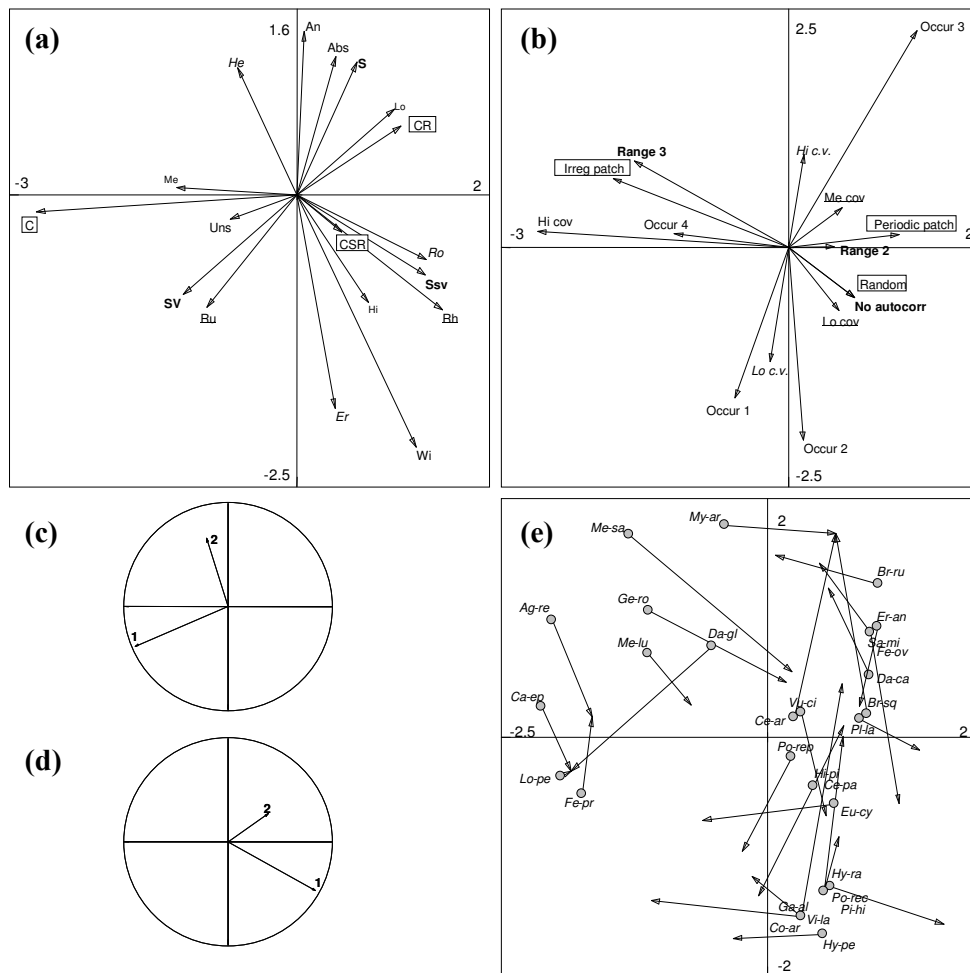 (a)
1.6
An
Abs
S
He
Lo
CR
-3
Me
2
C
Uns
CSR
Ro
Ssv
SV
Ru
Hi
Rh
Er
Wi
-2.5
(b)
2.5
Occur 3
Range 3
Hi c.v.
Irreg patch
Me cov
Hi cov
Occur 4
Periodic patch
-3
2
Range 2
Random
No autocorr
Lo cov
Lo c.v.
Occur 1
Occur 2
-2.5
(c)
2
1
(d)
2
1
(e)
My-ar
2
Me-sa
Br-ru
Ag-re
Ge-ro
Er-an
Sa-mi
Fe-ov
Me-lu
Da-gl
Da-ca
Ca-ep
Vu-ci
Br-sq
Ce-ar
Pi-la
-2.5
2
Po-rep
Lo-pe
Hi-pi
Fe-pr
Ce-pa
Eu-cy
Hy-ra
Po-rec
Ga-al
Pi-hi
Vi-la
Co-ar
Hy-pe
-2